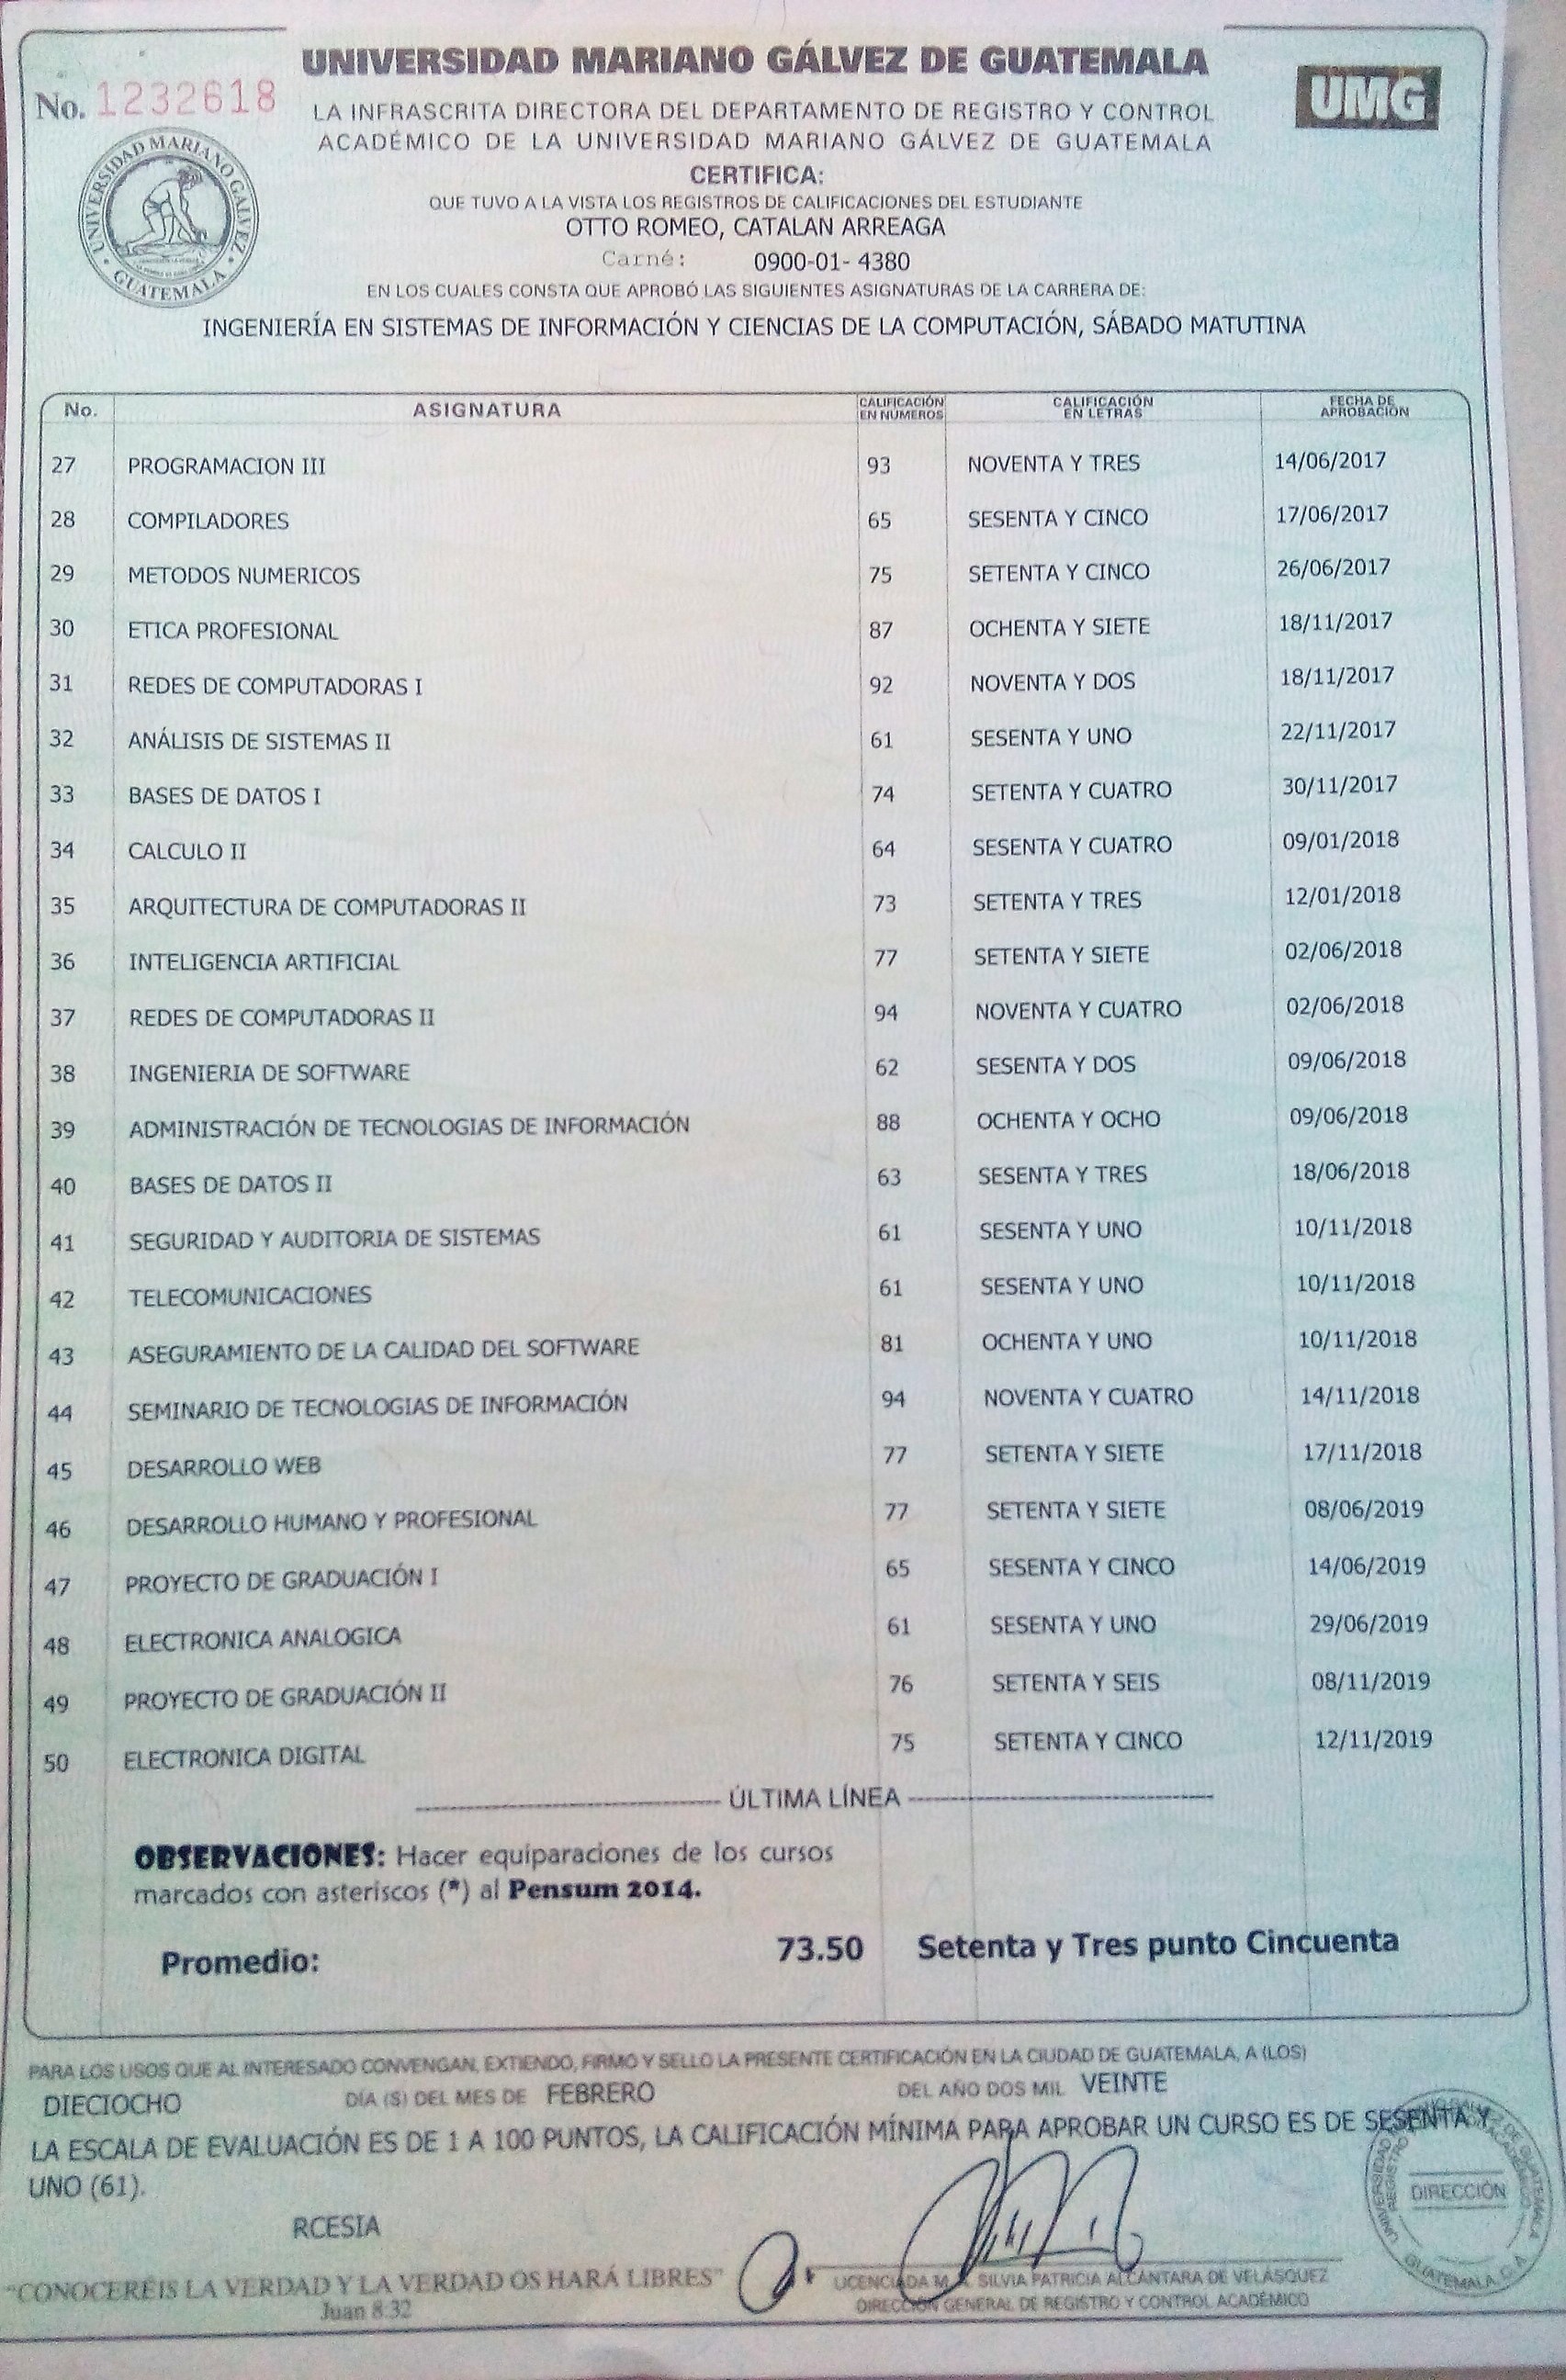 UNIVERSIDAD MARIANO GÁLVEZ DE GUATEMALA
No. 1232618
UMG
LA INFRASCRITA DIRECTORA DEL DEPARTAMENTO DE REGISTRO Y CONTROL
ACADÉMICO DE LA UNIVERSIDAD MARIANO GÁLVEZ DE GUATEMALA
UNIVERSIDAD MARIANO GALVEZ
GUATEMALA
CERTIFICA:
QUE TUVO A LA VISTA LOS REGISTROS DE CALIFICACIONES DEL ESTUDIANTE
OTTO ROMEO, CATALAN ARREAGA
Carné: 0900-01- 4380
EN LOS CUALES CONSTA QUE APROBÓ LAS SIGUIENTES ASIGNATURAS DE LA CARRERA DE:
INGENIERÍA EN SISTEMAS DE INFORMACIÓN Y CIENCIAS DE LA COMPUTACIÓN, SÁBADO MATUTINA
No. ASIGNATURA CALIFICACIÓN EN NÚMEROS CALIFICACIÓN EN LETRAS FECHA DE APROBACIÓN
27 PROGRAMACION III 93 NOVENTA Y TRES 14/06/2017
28 COMPILADORES 65 SESENTA Y CINCO 17/06/2017
29 METODOS NUMERICOS 75 SETENTA Y CINCO 26/06/2017
30 ETICA PROFESIONAL 87 OCHENTA Y SIETE 18/11/2017
31 REDES DE COMPUTADORAS I 92 NOVENTA Y DOS 18/11/2017
32 ANÁLISIS DE SISTEMAS II 61 SESENTA Y UNO 22/11/2017
33 BASES DE DATOS I 74 SETENTA Y CUATRO 30/11/2017
34 CALCULO II 64 SESENTA Y CUATRO 09/01/2018
35 ARQUITECTURA DE COMPUTADORAS II 73 SETENTA Y TRES 12/01/2018
36 INTELIGENCIA ARTIFICIAL 77 SETENTA Y SIETE 02/06/2018
37 REDES DE COMPUTADORAS II 94 NOVENTA Y CUATRO 02/06/2018
38 INGENIERIA DE SOFTWARE 62 SESENTA Y DOS 09/06/2018
39 ADMINISTRACIÓN DE TECNOLOGIAS DE INFORMACIÓN 88 OCHENTA Y OCHO 09/06/2018
40 BASES DE DATOS II 63 SESENTA Y TRES 18/06/2018
41 SEGURIDAD Y AUDITORIA DE SISTEMAS 61 SESENTA Y UNO 10/11/2018
42 TELECOMUNICACIONES 61 SESENTA Y UNO 10/11/2018
43 ASEGURAMIENTO DE LA CALIDAD DEL SOFTWARE 81 OCHENTA Y UNO 10/11/2018
44 SEMINARIO DE TECNOLOGIAS DE INFORMACIÓN 94 NOVENTA Y CUATRO 14/11/2018
45 DESARROLLO WEB 77 SETENTA Y SIETE 17/11/2018
46 DESARROLLO HUMANO Y PROFESIONAL 77 SETENTA Y SIETE 08/06/2019
47 PROYECTO DE GRADUACIÓN I 65 SESENTA Y CINCO 14/06/2019
48 ELECTRONICA ANALOGICA 61 SESENTA Y UNO 29/06/2019
49 PROYECTO DE GRADUACIÓN II 76 SETENTA Y SEIS 08/11/2019
50 ELECTRONICA DIGITAL 75 SETENTA Y CINCO 12/11/2019
ÚLTIMA LÍNEA
OBSERVACIONES: Hacer equiparaciones de los cursos
marcados con asteriscos (*) al Pensum 2014.
Promedio: 73.50 Setenta y Tres punto Cincuenta
PARA LOS USOS QUE AL INTERESADO CONVENGAN, EXTIENDO, FIRMO Y SELLO LA PRESENTE CERTIFICACIÓN EN LA CIUDAD DE GUATEMALA, A (LOS)
DIECIOCHO DÍA (S) DEL MES DE FEBRERO DEL AÑO DOS MIL VEINTE
LA ESCALA DE EVALUACIÓN ES DE 1 A 100 PUNTOS, LA CALIFICACIÓN MÍNIMA PARA APROBAR UN CURSO ES DE SESENTA Y
UNO (61).
DIRECCIÓN
GUATEMALA, C. A.
RCESIA
"CONOCERÉIS LA VERDAD Y LA VERDAD OS HARÁ LIBRES"
Juan 8:32
LICENCIADA M. A. SILVIA PATRICIA ALCÁNTARA DE VELÁSQUEZ
DIRECCIÓN GENERAL DE REGISTRO Y CONTROL ACADÉMICO